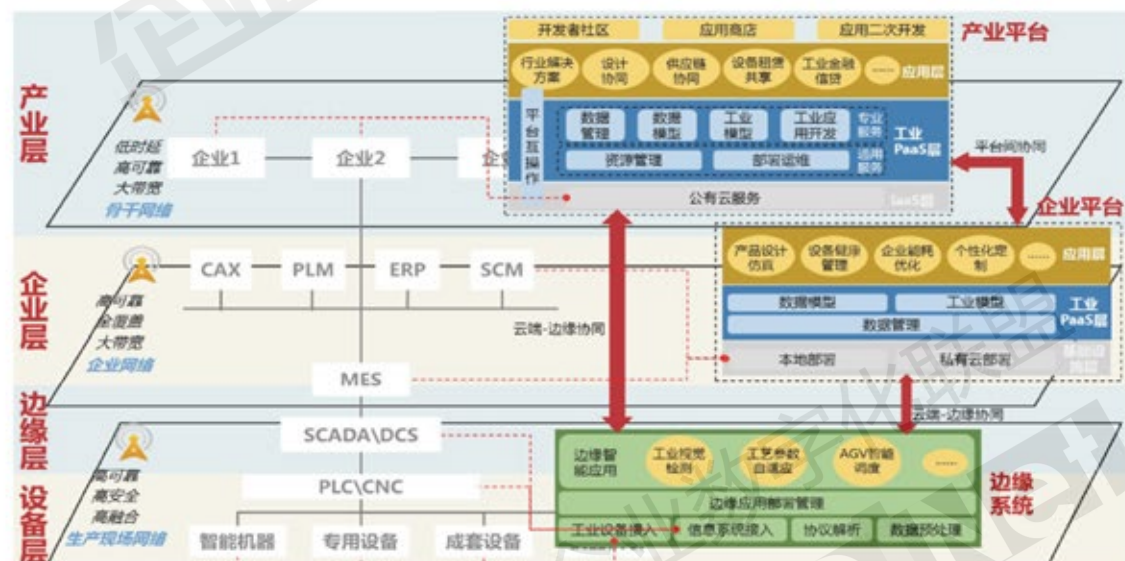 开发者社区
应用商店
应用二次开发
产业平台
行业解决
方案
设计
协同
供应链
协同
设备租赁
共享
工业金融
信贷
……
应用层
产业层
低时延
高可靠
大带宽
骨干网络
企业1
企业2
平台互操作
数据
管理
数据
模型
工业
模型
工业应
用开发
专业
服务
资源管理
部署运维
通用
服务
工业
PaaS层
公有云服务
IaaS层
平台间协同
企业平台
企业层
高可靠
全覆盖
大带宽
企业网络
CAX
PLM
ERP
SCM
MES
云端-边缘协同
产品设计
仿真
设备健康
管理
企业能耗
优化
个性化定
制
……
应用层
数据模型
工业模型
数据管理
工业
PaaS层
本地部署
私有云部署
云端-边缘协同
边缘层
设备层
高可靠
高安全
高融合
生产现场网络
SCADA\DCS
PLC\CNC
智能机器
专用设备
成套设备
边缘智
能应用
工业视觉
检测
工艺参数
自适应
AGV智能
调度
……
边缘应用部署管理
工业设备接入
信息系统接入
协议解析
数据预处理
边缘
系统